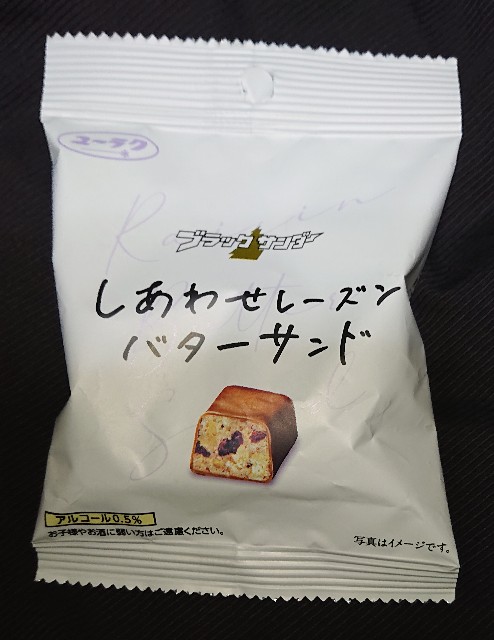 ユーラク
Raisin
ブラックサンダー
しあわせレーズン
バターサンド
アルコール0.5%
お子様やお酒に弱い方はご遠慮ください。
写真はイメージです。